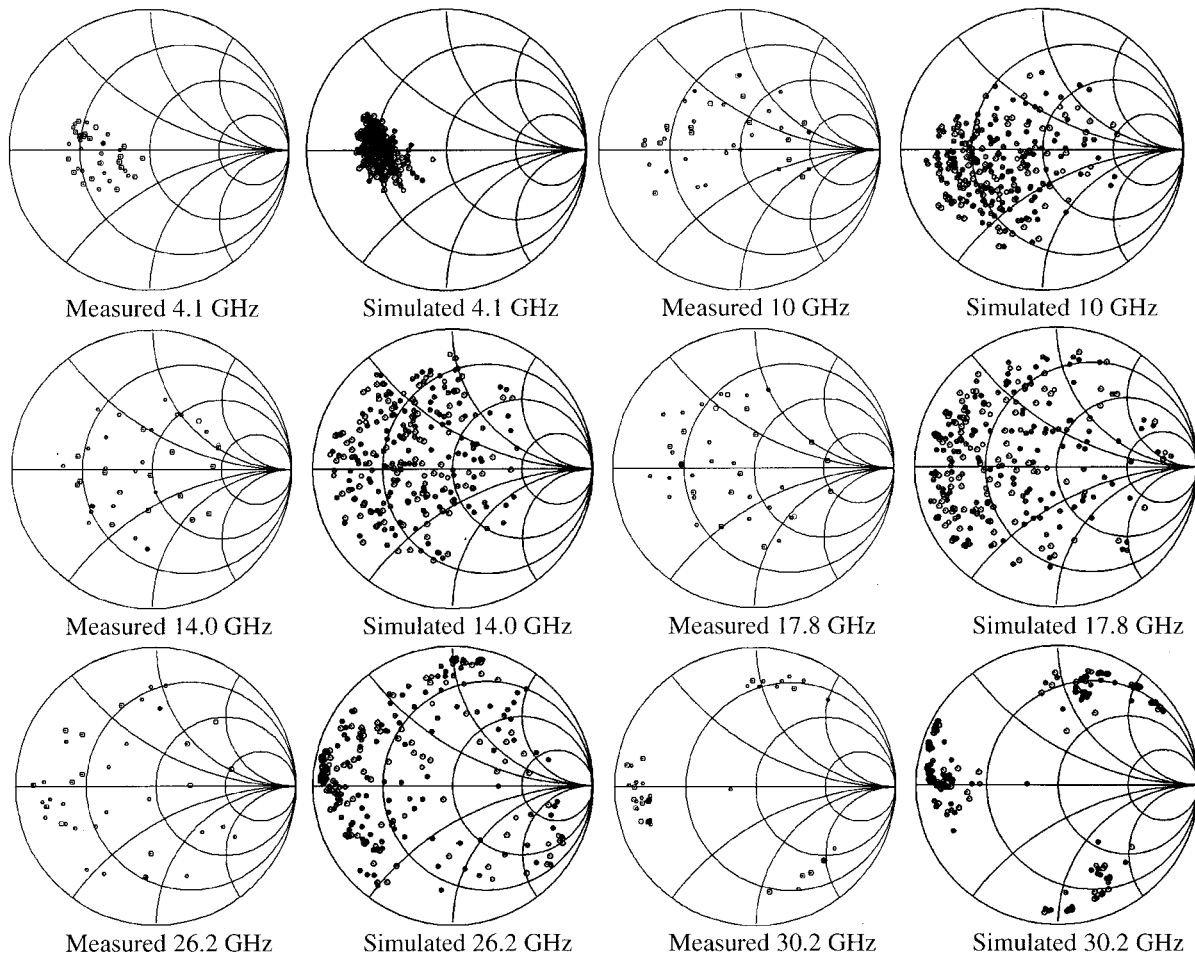 Measured 4.1 GHz
Simulated 4.1 GHz
Measured 10 GHz
Simulated 10 GHz
Measured 14.0 GHz
Simulated 14.0 GHz
Measured 17.8 GHz
Simulated 17.8 GHz
Measured 26.2 GHz
Simulated 26.2 GHz
Measured 30.2 GHz
Simulated 30.2 GHz